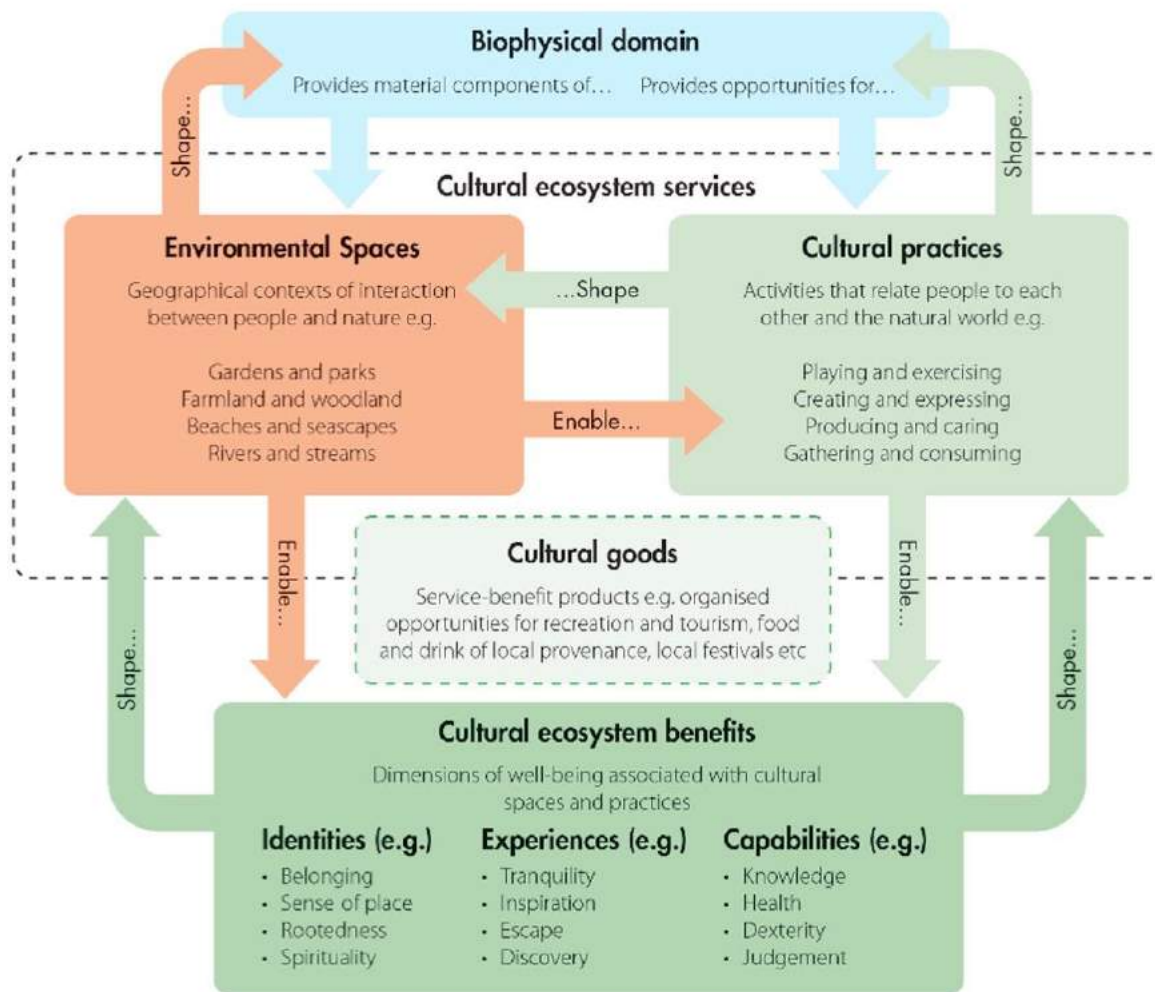 Biophysical domain
Provides material components of…
Provides opportunities for…
Shape…
Shape…
Cultural ecosystem services
Environmental Spaces
Geographical contexts of interaction
between people and nature e.g.
Gardens and parks
Farmland and woodland
Beaches and seascapes
Rivers and streams
…Shape
Enable…
Cultural practices
Activities that relate people to each
other and the natural world e.g.
Playing and exercising
Creating and expressing
Producing and caring
Gathering and consuming
Enable…
Enable…
Cultural goods
Service-benefit products e.g. organised
opportunities for recreation and tourism, food
and drink of local provenance, local festivals etc
Shape…
Shape…
Cultural ecosystem benefits
Dimensions of well-being associated with cultural
spaces and practices
Identities (e.g.)
• Belonging
• Sense of place
• Rootedness
• Spirituality
Experiences (e.g.)
• Tranquility
• Inspiration
• Escape
• Discovery
Capabilities (e.g.)
• Knowledge
• Health
• Dexterity
• Judgement